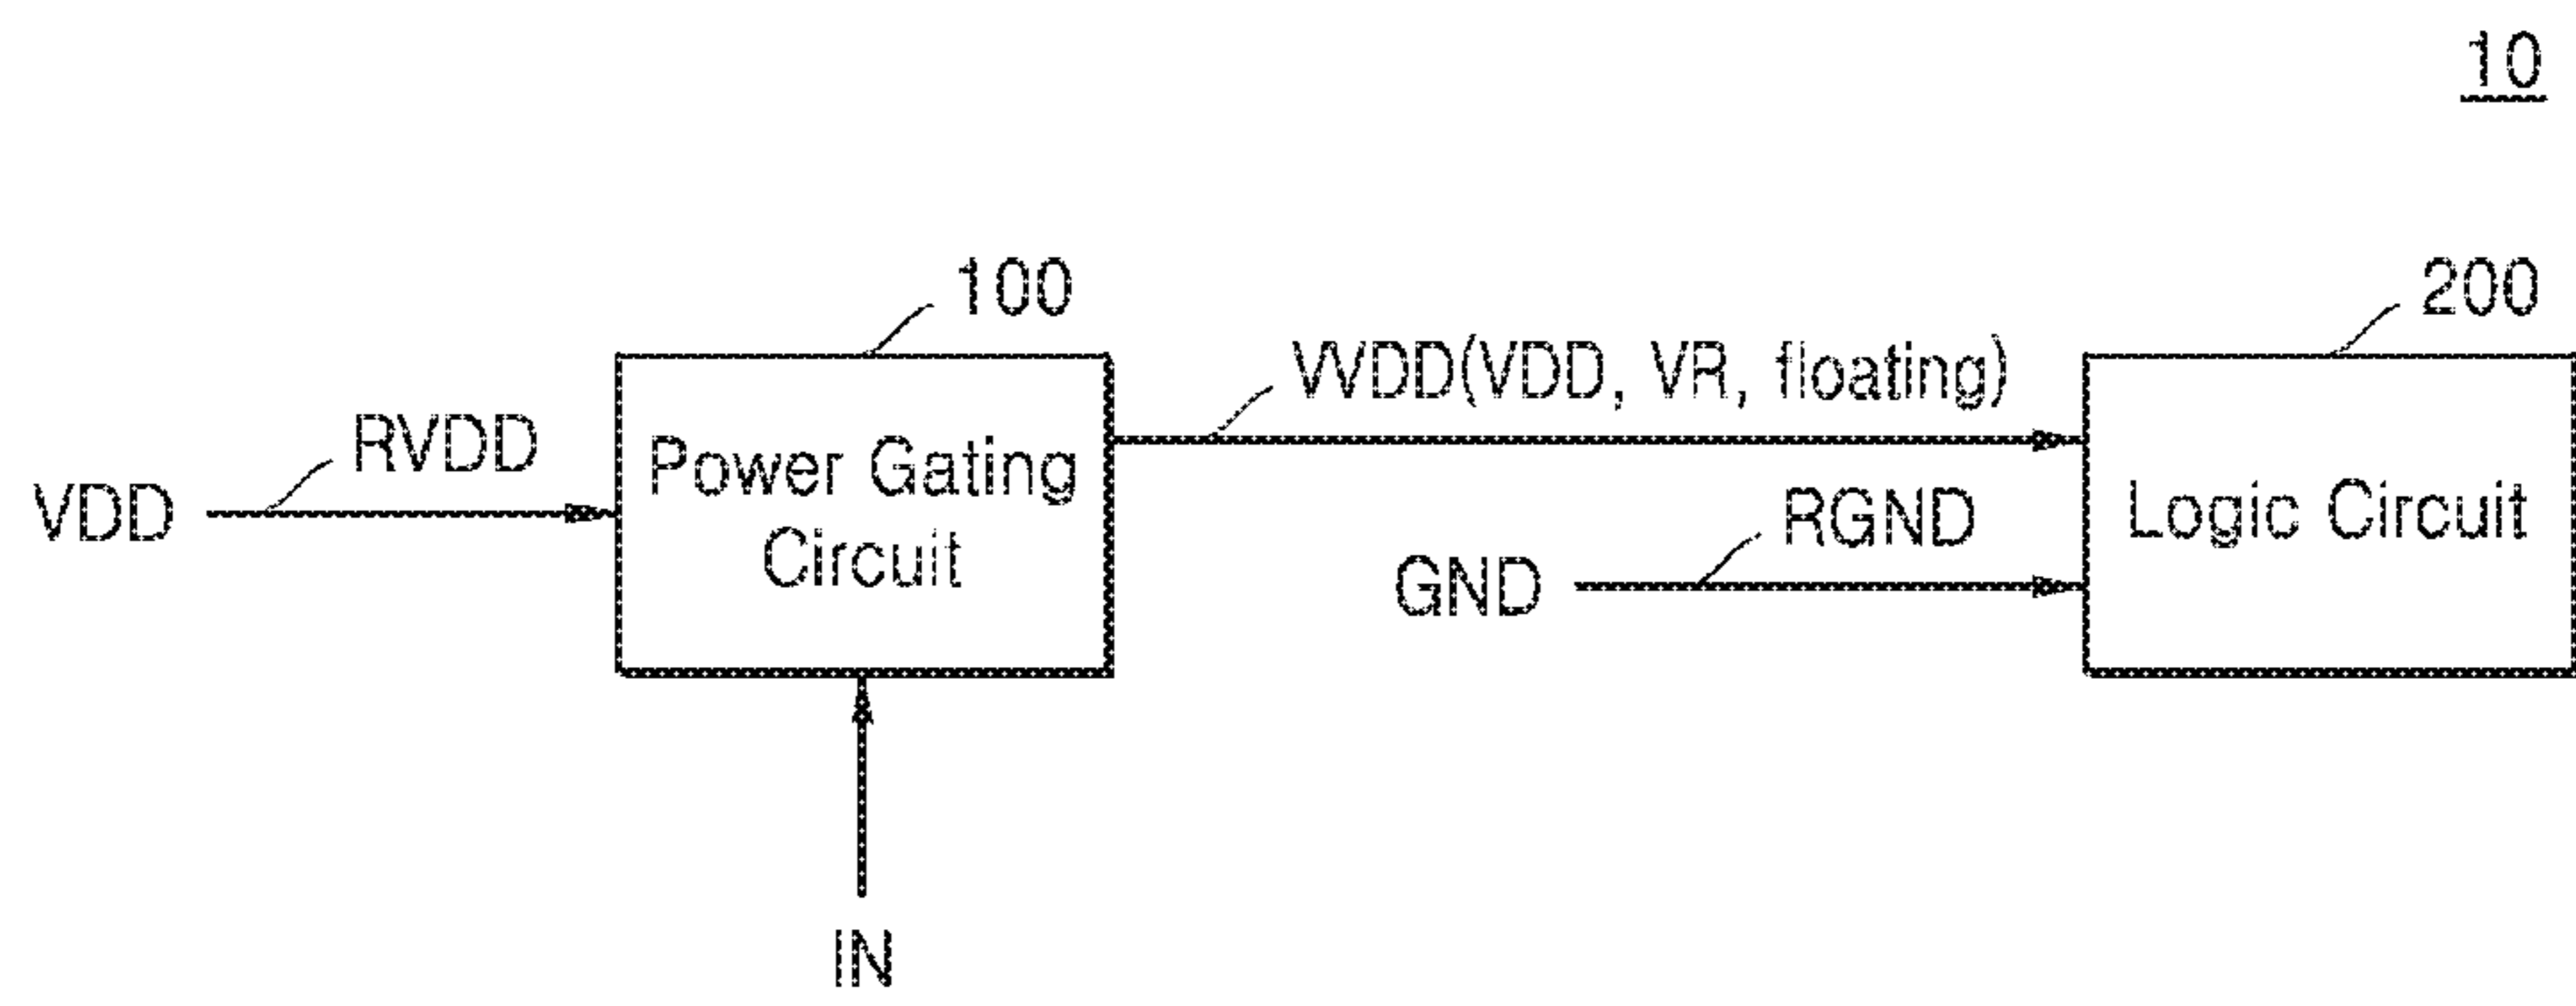 10
100
200
VVDD(VDD, VR, floating)
RVDD
VDD
Power Gating
Circuit
RGND
GND
Logic Circuit
IN